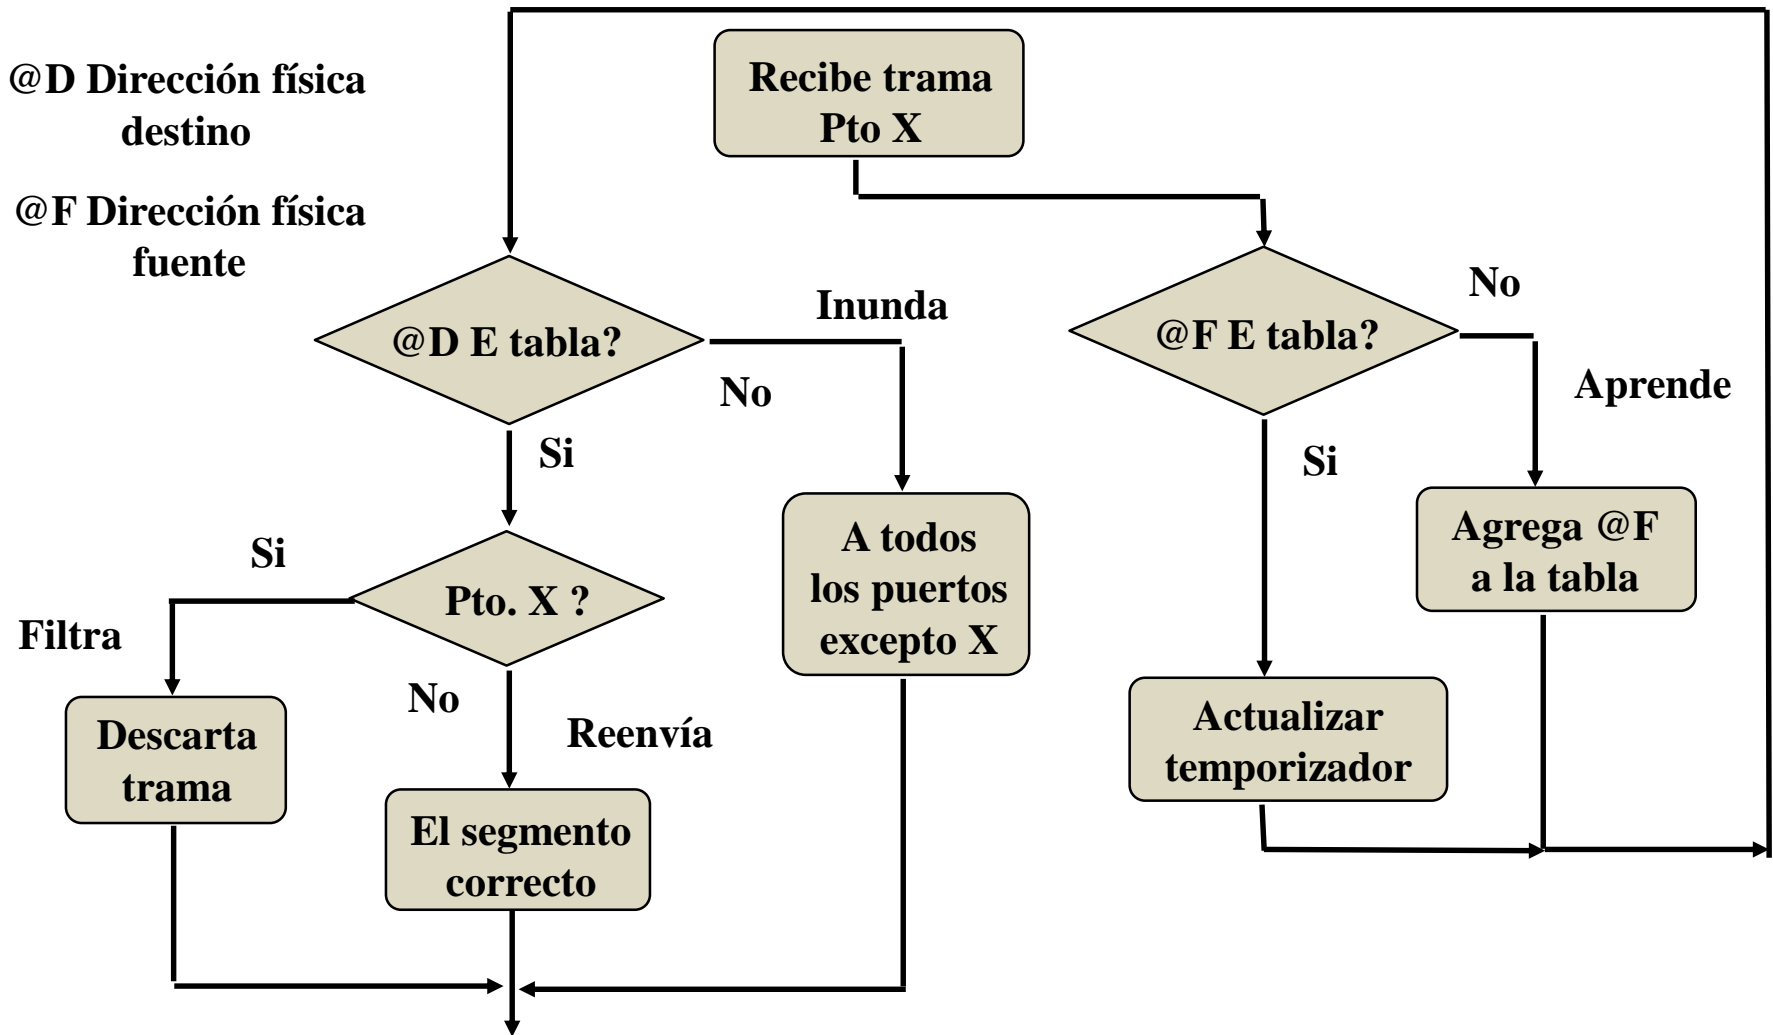 @D Dirección física
destino
@F Dirección física
fuente
Recibe trama
Pto X
@D E tabla?
Inunda
No
Si
@F E tabla?
No
Aprende
Si
Pto. X ?
Si
Filtra
No
Reenvía
A todos
los puertos
excepto X
Agrega @F
a la tabla
Descarta
trama
El segmento
correcto
Actualizar
temporizador